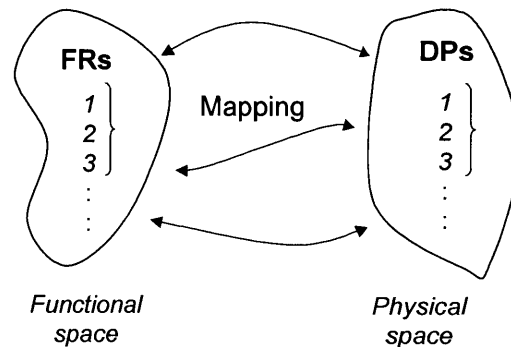 FRs
1
2
3
Mapping
DPs
1
2
3
Functional
space
Physical
space